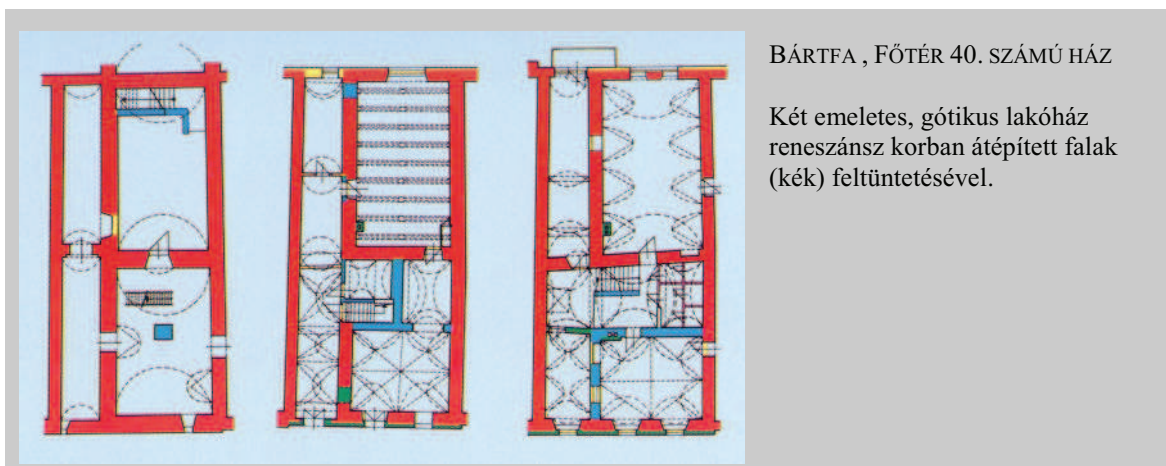 BÁRTFA , FŐTÉR 40. SZÁMÚ HÁZ
Két emeletes, gótikus lakóház
reneszánsz korban átépített falak
(kék) feltüntetésével.